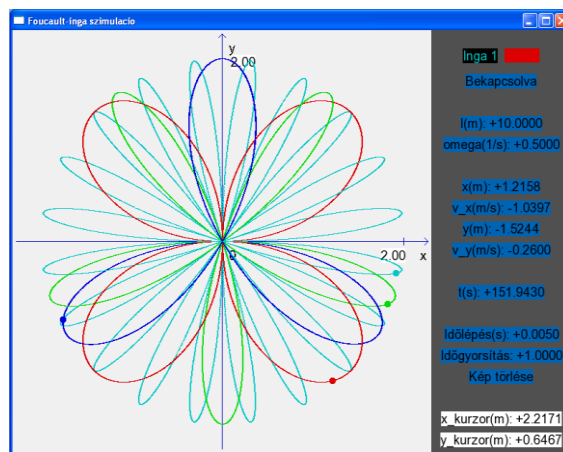 Foucault-inga szimulacio
y
2.00
0
2.00
x
Inga 1
Bekapcsolva
l(m): +10.0000
omega(1/s): +0.5000
x(m): +1.2158
v_x(m/s): -1.0397
y(m): -1.5244
v_y(m/s): -0.2600
t(s): +151.9430
Időlépés(s): +0.0050
Időgyorsítás: +1.0000
Kép törlése
x_kurzor(m): +2.2171
y_kurzor(m): +0.6467